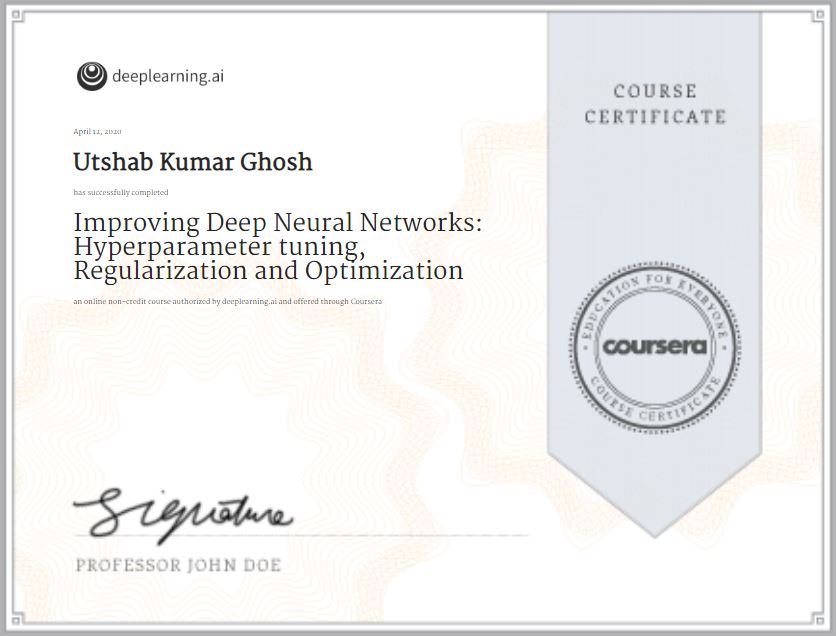 deeplearning.ai
COURSE
CERTIFICATE
April 12, 2020
Utshab Kumar Ghosh
has successfully completed
Improving Deep Neural Networks:
Hyperparameter tuning,
Regularization and Optimization
an online non-credit course authorized by deeplearning.ai and offered through Coursera
EDUCATION FOR EVERYONE
coursera
COURSE CERTIFICATE
Signature
PROFESSOR JOHN DOE